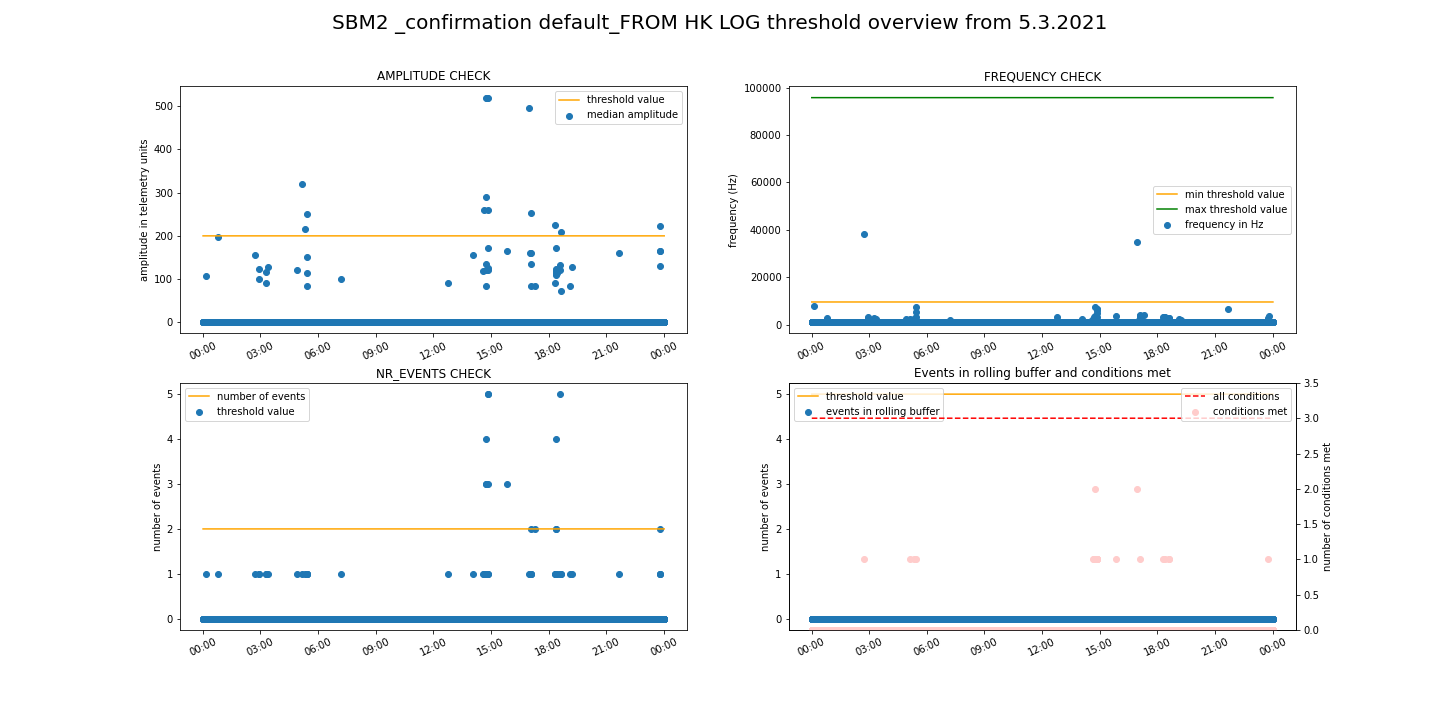 SBM2 _confirmation default_FROM HK LOG threshold overview from 5.3.2021
AMPLITUDE CHECK
amplitude in telemetry units
500
400
300
200
100
0
threshold value
median amplitude
00:00 03:00 06:00 09:00 12:00 15:00 18:00 21:00 00:00
FREQUENCY CHECK
frequency (Hz)
100000
80000
60000
40000
20000
0
min threshold value
max threshold value
frequency in Hz
00:00 03:00 06:00 09:00 12:00 15:00 18:00 21:00 00:00
NR_EVENTS CHECK
number of events
5
4
3
2
1
0
number of events
threshold value
00:00 03:00 06:00 09:00 12:00 15:00 18:00 21:00 00:00
Events in rolling buffer and conditions met
number of events
5
4
3
2
1
0
threshold value
events in rolling buffer
all conditions
conditions met
3.5
3.0
2.5
2.0
1.5
1.0
0.5
0.0
number of conditions met
00:00 03:00 06:00 09:00 12:00 15:00 18:00 21:00 00:00